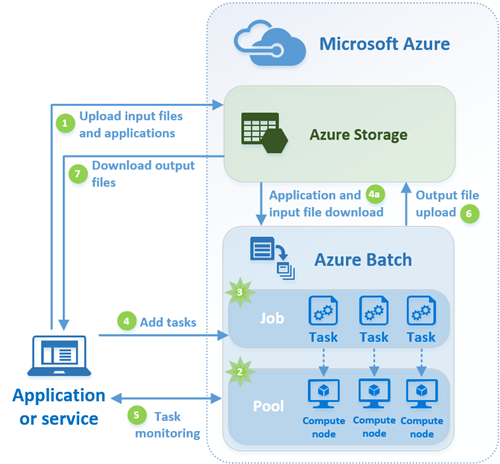 Microsoft Azure
1 Upload input files
and applications
Azure Storage
7 Download output
files
Application and 4a
input file download
Output file
upload 6
Azure Batch
3
Job
Task Task Task
4 Add tasks
2
Pool
Compute
node
Compute
node
Compute
node
Application
or service
5 Task
monitoring